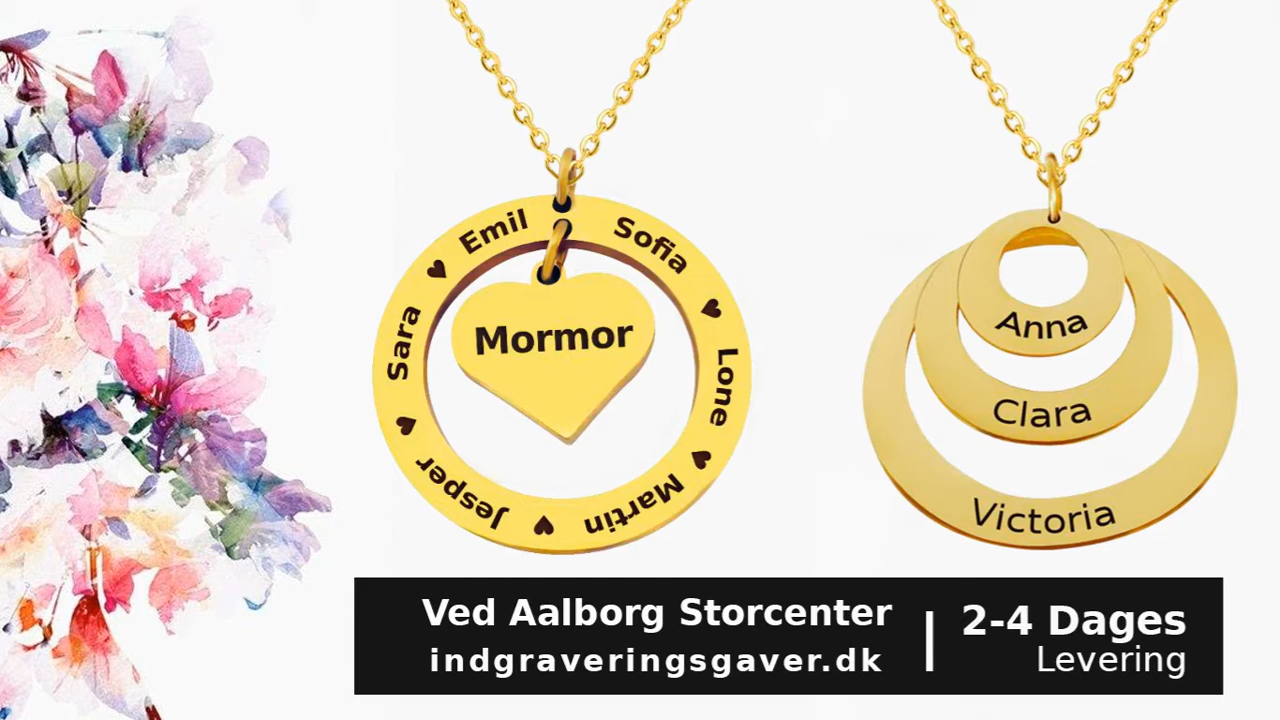 Emil
Sofia
Sara
Lone
Jesper
Martin
Mormor
Anna
Clara
Victoria
Ved Aalborg Storcenter
indgraveringsgaver.dk
2-4 Dages
Levering